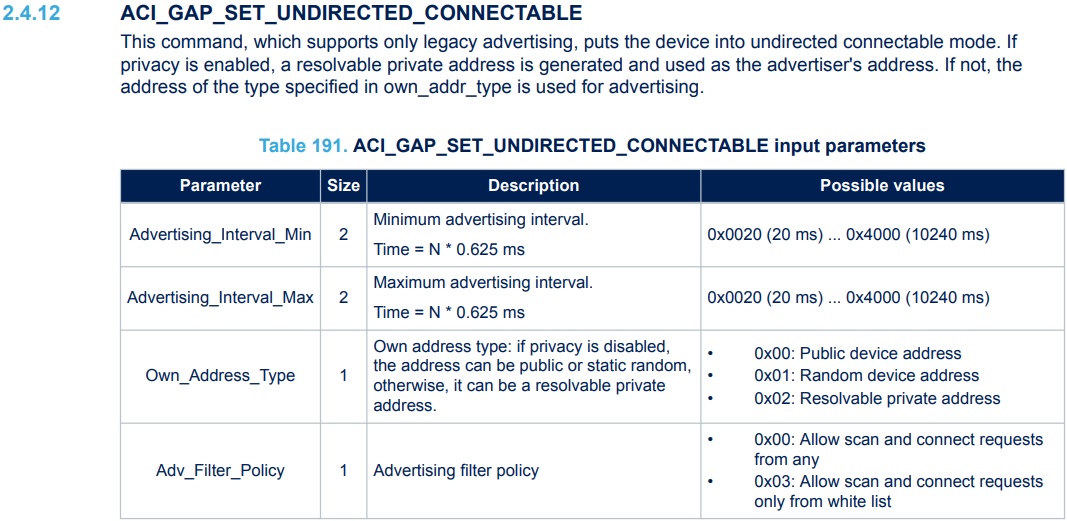 2.4.12 ACI_GAP_SET_UNDIRECTED_CONNECTABLE
This command, which supports only legacy advertising, puts the device into undirected connectable mode. If
privacy is enabled, a resolvable private address is generated and used as the advertiser's address. If not, the
address of the type specified in own_addr_type is used for advertising.
Table 191. ACI_GAP_SET_UNDIRECTED_CONNECTABLE input parameters
Parameter Size Description Possible values
Advertising_Interval_Min 2 Minimum advertising interval.
Time = N * 0.625 ms
0x0020 (20 ms) ... 0x4000 (10240 ms)
Advertising_Interval_Max 2 Maximum advertising interval.
Time = N * 0.625 ms
0x0020 (20 ms) ... 0x4000 (10240 ms)
Own_Address_Type 1 Own address type: if privacy is disabled,
the address can be public or static random,
otherwise, it can be a resolvable private
address.
• 0x00: Public device address
• 0x01: Random device address
• 0x02: Resolvable private address
Adv_Filter_Policy 1 Advertising filter policy
• 0x00: Allow scan and connect requests
from any
• 0x03: Allow scan and connect requests
only from white list